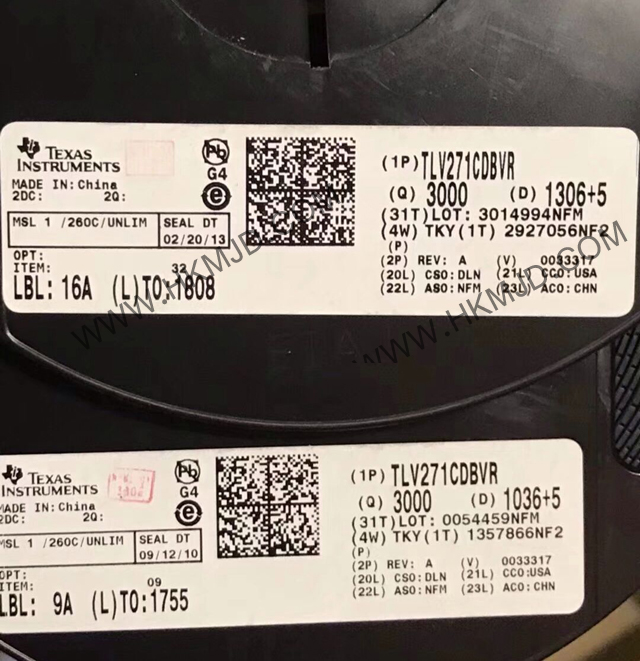 TEXAS
INSTRUMENTS
MADE IN: China
2DC: 2Q:
MSL 1 /260C/UNLIM
SEAL DT
02/20/13
OPT:
ITEM: 32
LBL: 16A (L)TO:1808
Pb
G4
e
(1P) TLV271CDBVR
(Q) 3000 (D) 1306+5
(31T)LOT: 3014994NFM
(4W) TKY(1T) 2927056NF2
(P)
(2P) REV: A (V) 0033317
(20L) CSO:DLN (21L) CCO:USA
(22L) ASO:NFM (23L) ACO:CHN
WWW.HKMJD.COM
WWW.HKMJD.COM
TEXAS
INSTRUMENTS
MADE IN: China
2DC: 2Q:
MSL 1 /260C/UNLIM
SEAL DT
09/12/10
OPT:
ITEM: 09
LBL: 9A (L)TO:1755
Pb
G4
e
(1P) TLV271CDBVR
(Q) 3000 (D) 1036+5
(31T)LOT: 0054459NFM
(4W) TKY(1T) 1357866NF2
(P)
(2P) REV: A (V) 0033317
(20L) CSO:DLN (21L) CCO:USA
(22L) ASO:NFM (23L) ACO:CHN